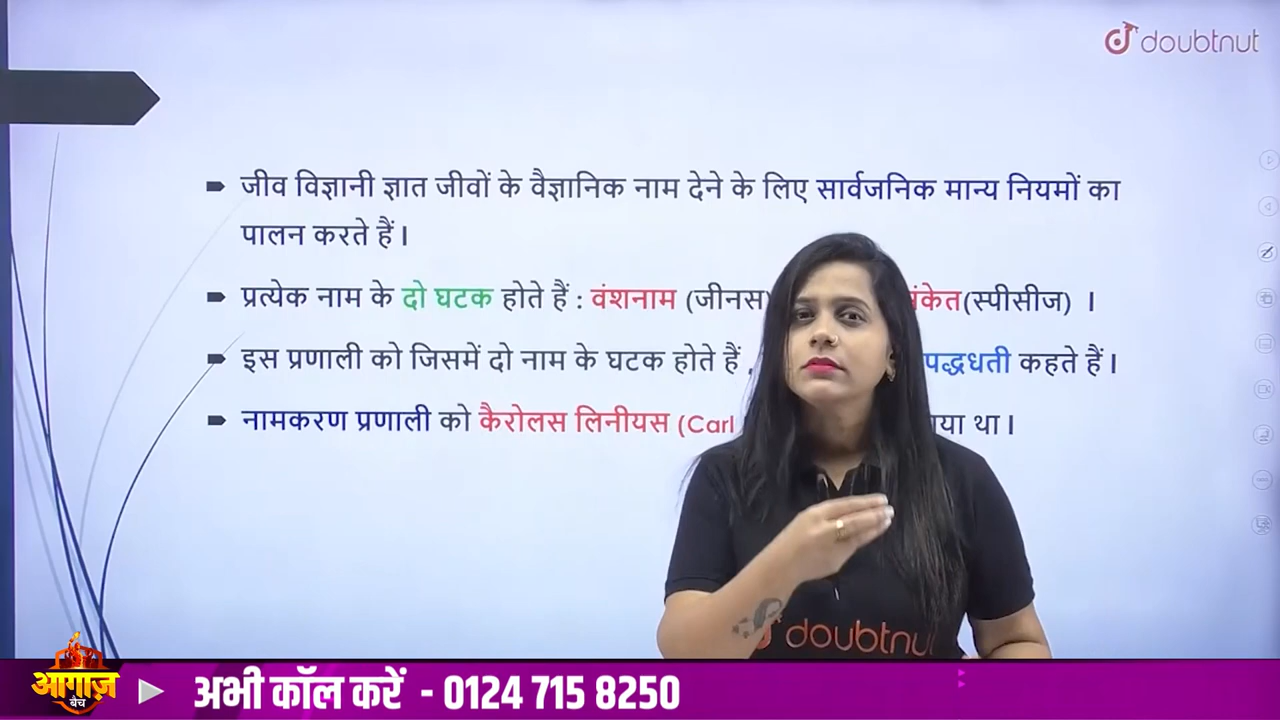 doubtnut
जीव विज्ञानी ज्ञात जीवों के वैज्ञानिक नाम देने के लिए सार्वजनिक मान्य नियमों का
पालन करते हैं ।
प्रत्येक नाम के दो घटक होते हैं : वंशनाम (जीनस) संकेत(स्पीसीज) ।
इस प्रणाली को जिसमें दो नाम के घटक होते हैं , पद्धधती कहते हैं ।
नामकरण प्रणाली को कैरोलस लिनीयस (Carl था ।
doubtnut
आगाज़
बैच
अभी कॉल करें - 0124 715 8250